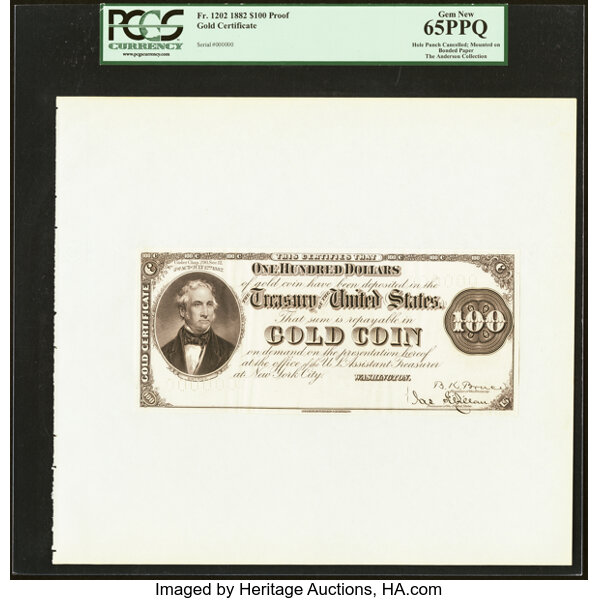 PCGS
CURRENCY
www.pcgscurrency.com
Fr. 1202 1882 $100 Proof
Gold Certificate
Serial #000000
Gem New
65PPQ
Hole Punch Cancelled; Mounted on
Bonded Paper
The Anderson Collection
THIS CERTIFIES THAT
ONE HUNDRED DOLLARS
of gold coin have been deposited in the
Treasury of the United States.
That sum is repayable in
GOLD COIN
on demand on the presentation hereof
at the office of the U.S. Assistant Treasurer
at New York City.
WASHINGTON.
GOLD CERTIFICATE
100
B. K. Bruce
Imaged by Heritage Auctions, HA.com